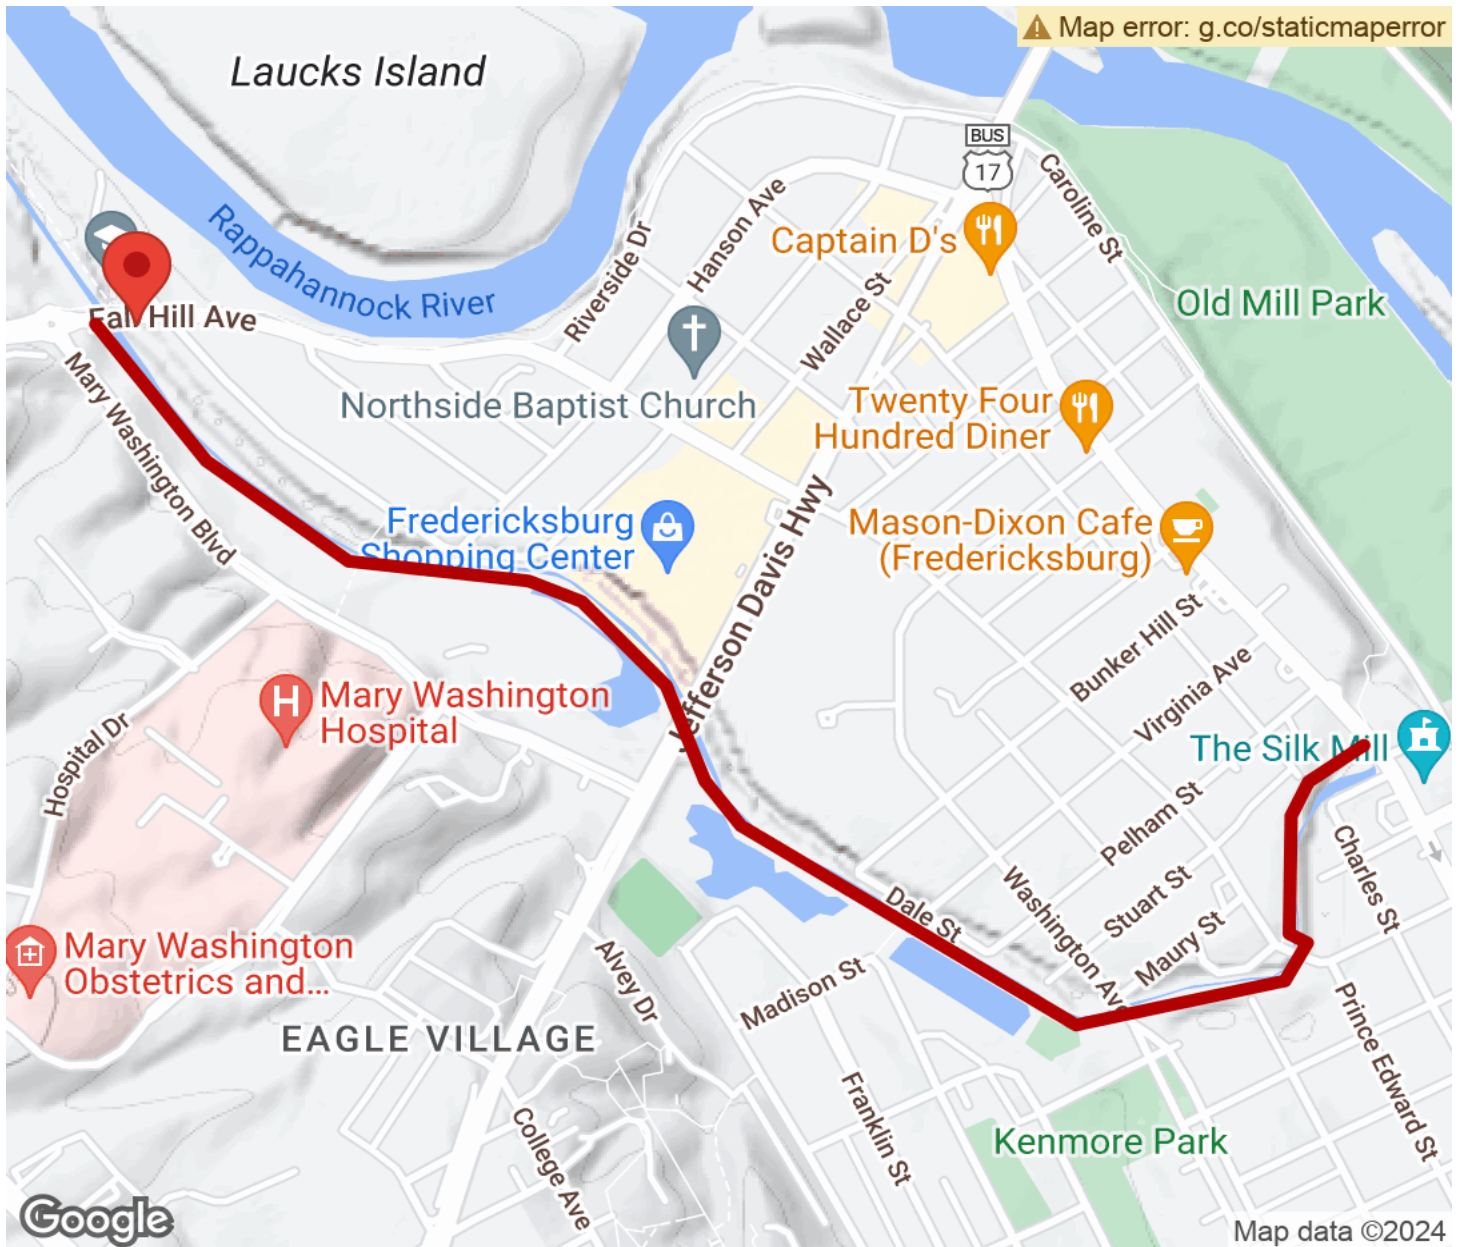 Map error: g.co/staticmaperror
Laucks Island
BUS
17
Caroline St
Hanson Ave
Rappahannock River
Riverside Dr
Captain D's
Wallace St
Old Mill Park
Fall Hill Ave
Mary Washington Blvd
Northside Baptist Church
Twenty Four
Hundred Diner
Jefferson Davis Hwy
Fredericksburg
Shopping Center
Mason-Dixon Cafe
(Fredericksburg)
Bunker Hill St
Virginia Ave
H
Mary Washington
Hospital
Hospital Dr
The Silk Mill
Pelham St
Charles St
Stuart St
Washington Ave
Maury St
Dale St
Mary Washington
Obstetrics and...
Alvey Dr
Madison St
Prince Edward St
EAGLE VILLAGE
Franklin St
College Ave
Kenmore Park
Google
Map data ©2024